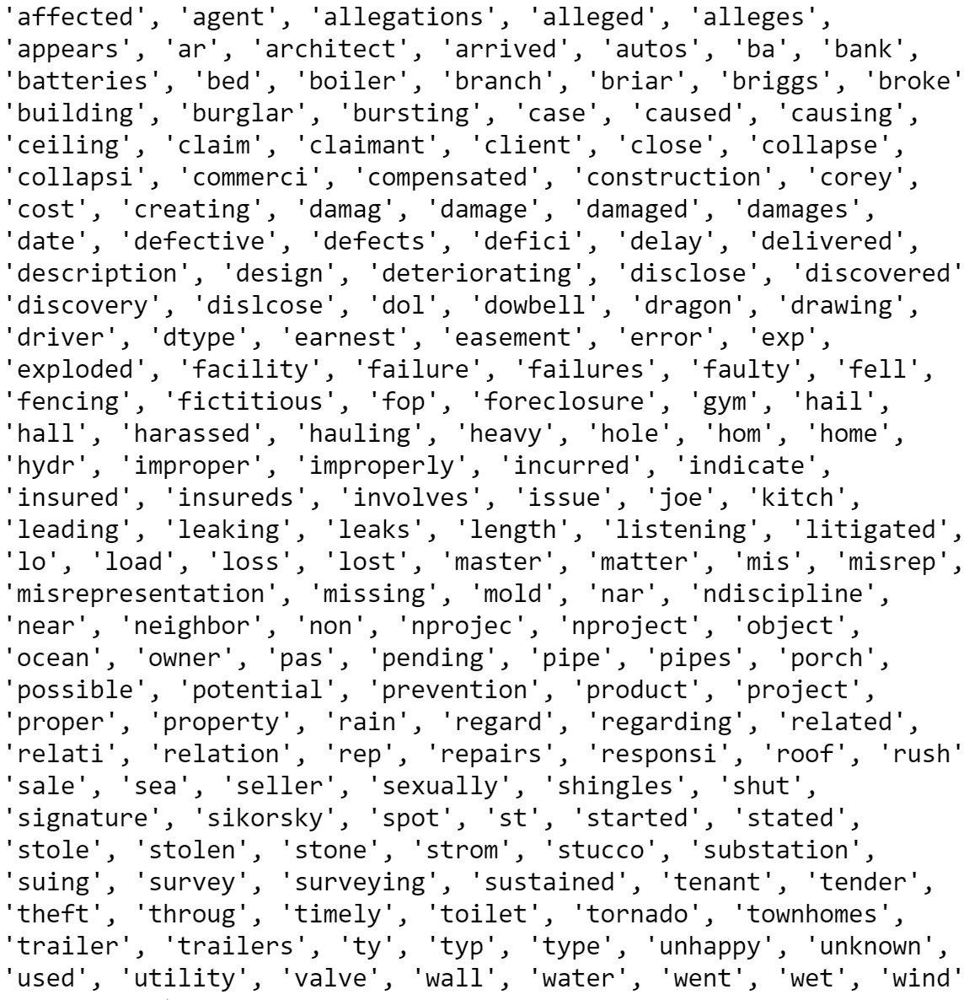 'affected', 'agent', 'allegations', 'alleged', 'alleges',
'appears', 'ar', 'architect', 'arrived', 'autos', 'ba', 'bank',
'batteries', 'bed', 'boiler', 'branch', 'briar', 'briggs', 'broke'
'building', 'burglar', 'bursting', 'case', 'caused', 'causing',
'ceiling', 'claim', 'claimant', 'client', 'close', 'collapse',
'collapsi', 'commerci', 'compensated', 'construction', 'corey',
'cost', 'creating', 'damag', 'damage', 'damaged', 'damages',
'date', 'defective', 'defects', 'defici', 'delay', 'delivered',
'description', 'design', 'deteriorating', 'disclose', 'discovered'
'discovery', 'dislcose', 'dol', 'dowbell', 'dragon', 'drawing',
'driver', 'dtype', 'earnest', 'easement', 'error', 'exp',
'exploded', 'facility', 'failure', 'failures', 'faulty', 'fell',
'fencing', 'fictitious', 'fop', 'foreclosure', 'gym', 'hail',
'hall', 'harassed', 'hauling', 'heavy', 'hole', 'hom', 'home',
'hydr', 'improper', 'improperly', 'incurred', 'indicate',
'insured', 'insureds', 'involves', 'issue', 'joe', 'kitch',
'leading', 'leaking', 'leaks', 'length', 'listening', 'litigated',
'lo', 'load', 'loss', 'lost', 'master', 'matter', 'mis', 'misrep',
'misrepresentation', 'missing', 'mold', 'nar', 'ndiscipline',
'near', 'neighbor', 'non', 'nprojec', 'nproject', 'object',
'ocean', 'owner', 'pas', 'pending', 'pipe', 'pipes', 'porch',
'possible', 'potential', 'prevention', 'product', 'project',
'proper', 'property', 'rain', 'regard', 'regarding', 'related',
'relati', 'relation', 'rep', 'repairs', 'responsi', 'roof', 'rush'
'sale', 'sea', 'seller', 'sexually', 'shingles', 'shut',
'signature', 'sikorsky', 'spot', 'st', 'started', 'stated',
'stole', 'stolen', 'stone', 'strom', 'stucco', 'substation',
'suing', 'survey', 'surveying', 'sustained', 'tenant', 'tender',
'theft', 'throug', 'timely', 'toilet', 'tornado', 'townhomes',
'trailer', 'trailers', 'ty', 'typ', 'type', 'unhappy', 'unknown',
'used', 'utility', 'valve', 'wall', 'water', 'went', 'wet', 'wind'